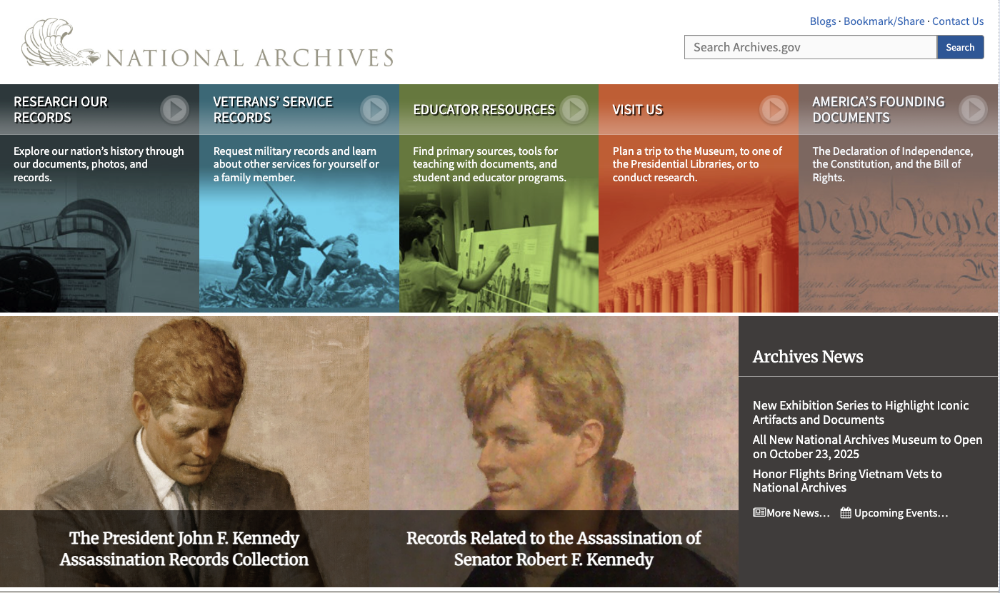 NATIONAL ARCHIVES
Blogs · Bookmark/Share · Contact Us
Search Archives.gov
Search
RESEARCH OUR
RECORDS
Explore our nation's history through
our documents, photos, and
records.
VETERANS' SERVICE
RECORDS
Request military records and learn
about other services for yourself or
a family member.
EDUCATOR RESOURCES
Find primary sources, tools for
teaching with documents, and
student and educator programs.
VISIT US
Plan a trip to the Museum, to one of
the Presidential Libraries, or to
conduct research.
AMERICA'S FOUNDING
DOCUMENTS
The Declaration of Independence,
the Constitution, and the Bill of
Rights.
We the People
The President John F. Kennedy
Assassination Records Collection
Records Related to the Assassination of
Senator Robert F. Kennedy
Archives News
New Exhibition Series to Highlight Iconic
Artifacts and Documents
All New National Archives Museum to Open
on October 23, 2025
Honor Flights Bring Vietnam Vets to
National Archives
More News… Upcoming Events…